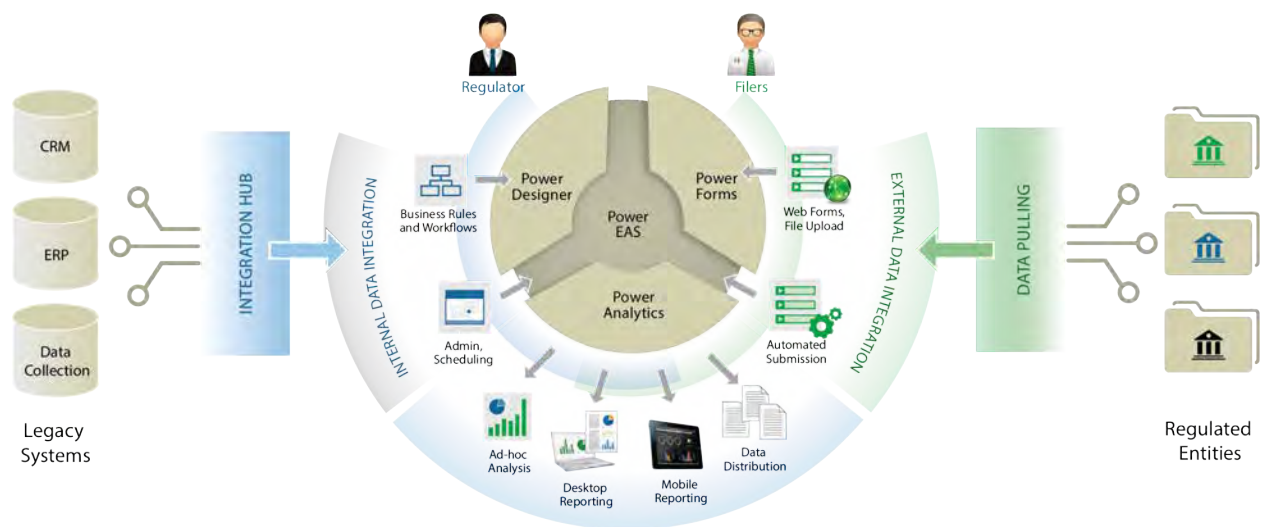 Regulator
Filers
CRM
ERP
Data
Collection
Legacy
Systems
INTEGRATION HUB
INTERNAL DATA INTEGRATION
Business Rules
and Workflows
Admin,
Scheduling
Power
Designer
Power
Forms
Power
EAS
Power
Analytics
Web Forms,
File Upload
Automated
Submission
Ad-hoc
Analysis
Desktop
Reporting
Mobile
Reporting
Data
Distribution
EXTERNAL DATA INTEGRATION
DATA PULLING
Regulated
Entities